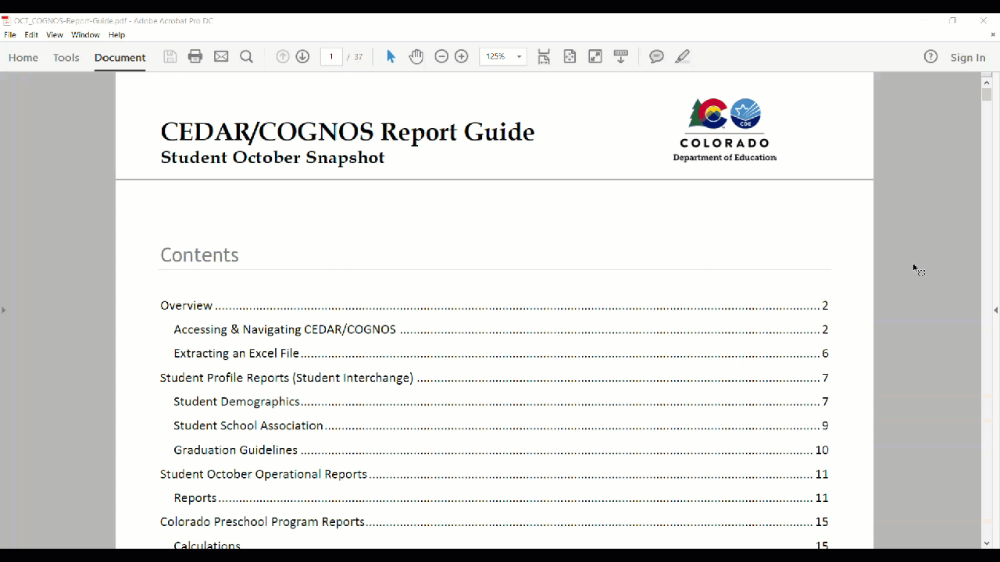 OCT_COGNOS-Report-Guide.pdf - Adobe Acrobat Pro DC
File Edit View Window Help
Home Tools Document 1 / 37 125% Sign In
CEDAR/COGNOS Report Guide
Student October Snapshot
CDE
COLORADO
Department of Education
Contents
Overview 2
Accessing & Navigating CEDAR/COGNOS 2
Extracting an Excel File 6
Student Profile Reports (Student Interchange) 7
Student Demographics 7
Student School Association 9
Graduation Guidelines 10
Student October Operational Reports 11
Reports 11
Colorado Preschool Program Reports 15
Calculations 15